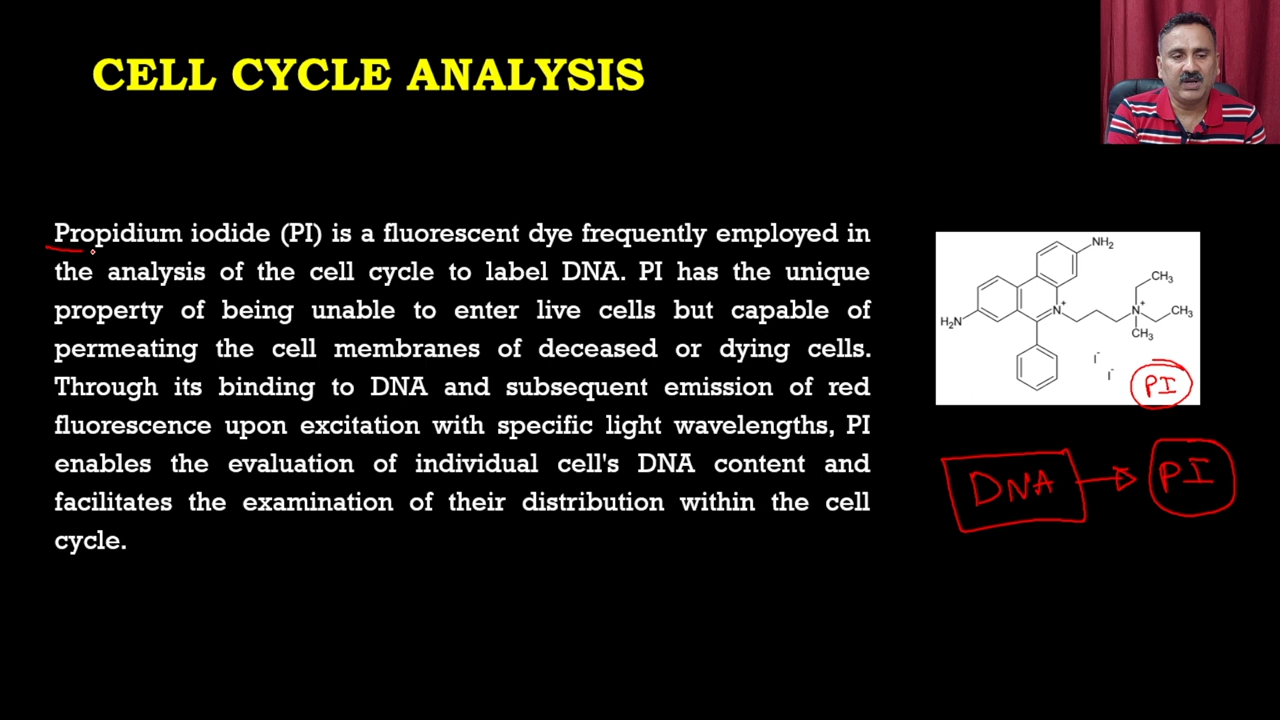 CELL CYCLE ANALYSIS
Propidium iodide (PI) is a fluorescent dye frequently employed in
the analysis of the cell cycle to label DNA. PI has the unique
property of being unable to enter live cells but capable of
permeating the cell membranes of deceased or dying cells.
Through its binding to DNA and subsequent emission of red
fluorescence upon excitation with specific light wavelengths, PI
enables the evaluation of individual cell's DNA content and
facilitates the examination of their distribution within the cell
cycle.
NH2
CH3
N+
N+
CH3
H2N
CH3
I-
I-
PI
DNA
PI